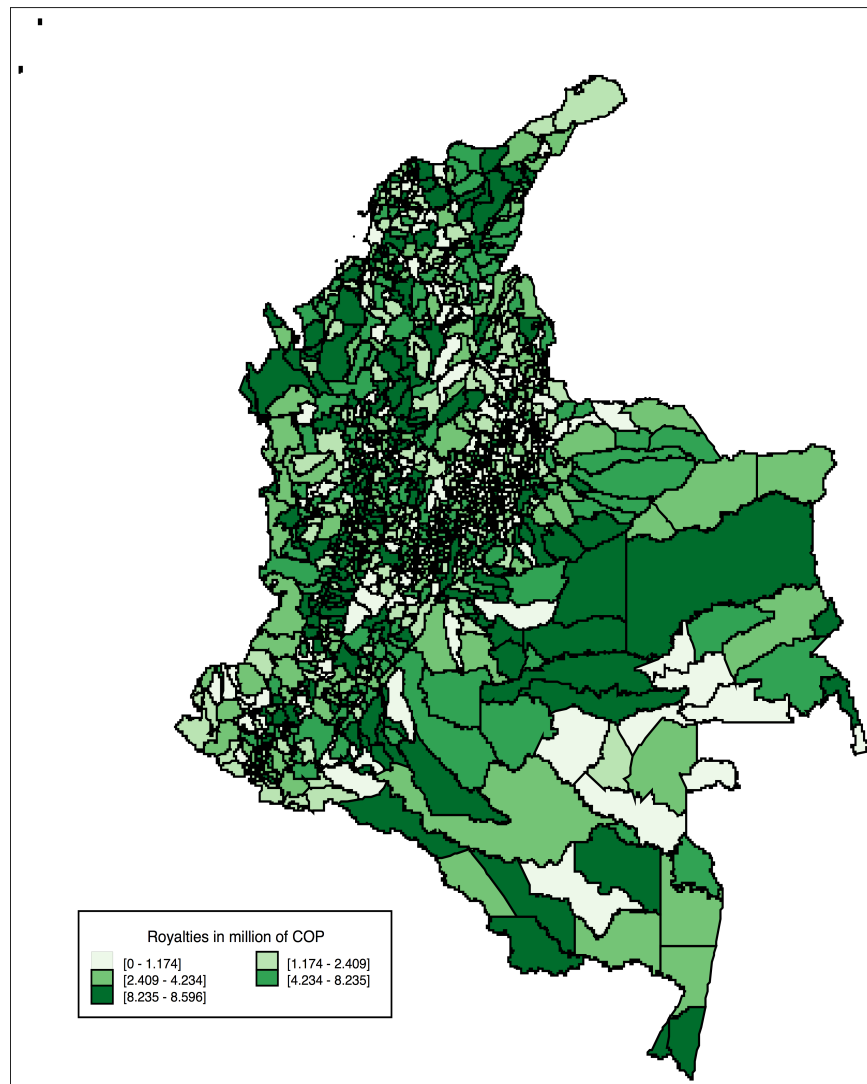 Royalties in million of COP
[0 - 1.174]
[1.174 - 2.409]
[2.409 - 4.234]
[4.234 - 8.235]
[8.235 - 8.596]